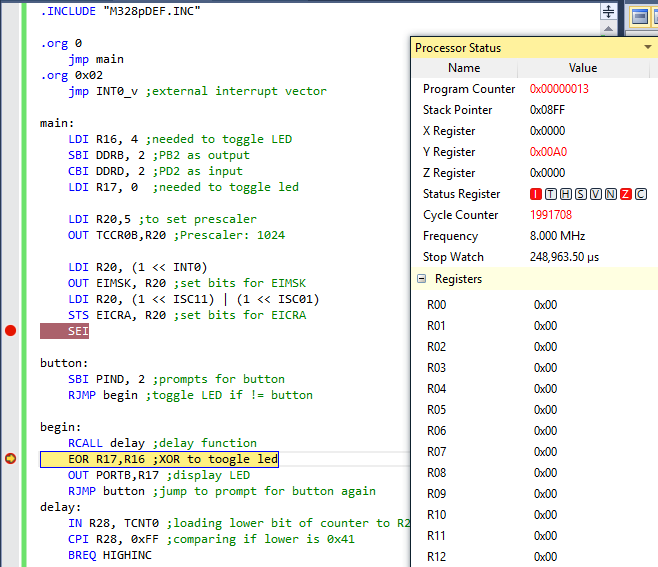 .INCLUDE "M328pDEF.INC"
.org 0
jmp main
.org 0x02
jmp INT0_v ;external interrupt vector
main:
LDI R16, 4 ;needed to toggle LED
SBI DDRB, 2 ;PB2 as output
CBI DDRD, 2 ;PD2 as input
LDI R17, 0  ;needed to toggle led
LDI R20,5 ;to set prescaler
OUT TCCR0B,R20 ;Prescaler: 1024
LDI R20, (1 << INT0)
OUT EIMSK, R20 ;set bits for EIMSK
LDI R20, (1 << ISC11) | (1 << ISC01)
STS EICRA, R20 ;set bits for EICRA
SEI
button:
SBI PIND, 2 ;prompts for button
RJMP begin ;toggle LED if != button
begin:
RCALL delay ;delay function
EOR R17,R16 ;XOR to toogle led
OUT PORTB,R17 ;display LED
RJMP button ;jump to prompt for button again
delay:
IN R28, TCNT0 ;loading lower bit of counter to R2
CPI R28, 0xFF ;comparing if lower is 0x41
BREQ HIGHINC
Processor Status
Name Value
Program Counter 0x00000013
Stack Pointer 0x08FF
X Register 0x0000
Y Register 0x00A0
Z Register 0x0000
Status Register I T H S V N Z C
Cycle Counter 1991708
Frequency 8.000 MHz
Stop Watch 248,963.50 µs
Registers
R00 0x00
R01 0x00
R02 0x00
R03 0x00
R04 0x00
R05 0x00
R06 0x00
R07 0x00
R08 0x00
R09 0x00
R10 0x00
R11 0x00
R12 0x00